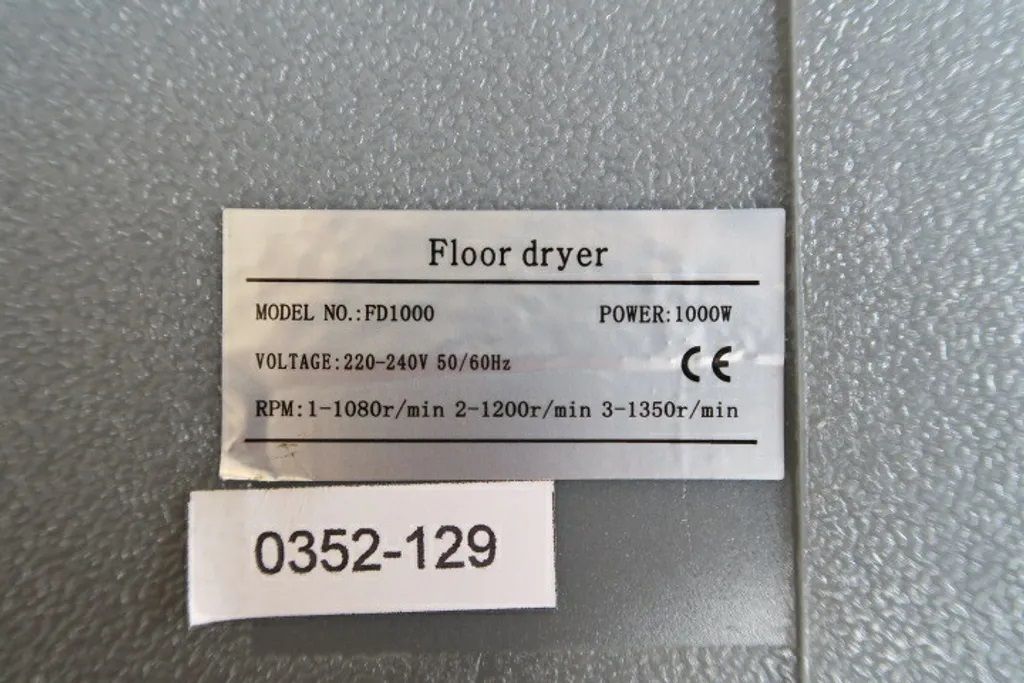 Floor dryer
MODEL NO.:FD1000 POWER:1000W
VOLTAGE:220-240V 50/60Hz CE
RPM:1-1080r/min 2-1200r/min 3-1350r/min
0352-129